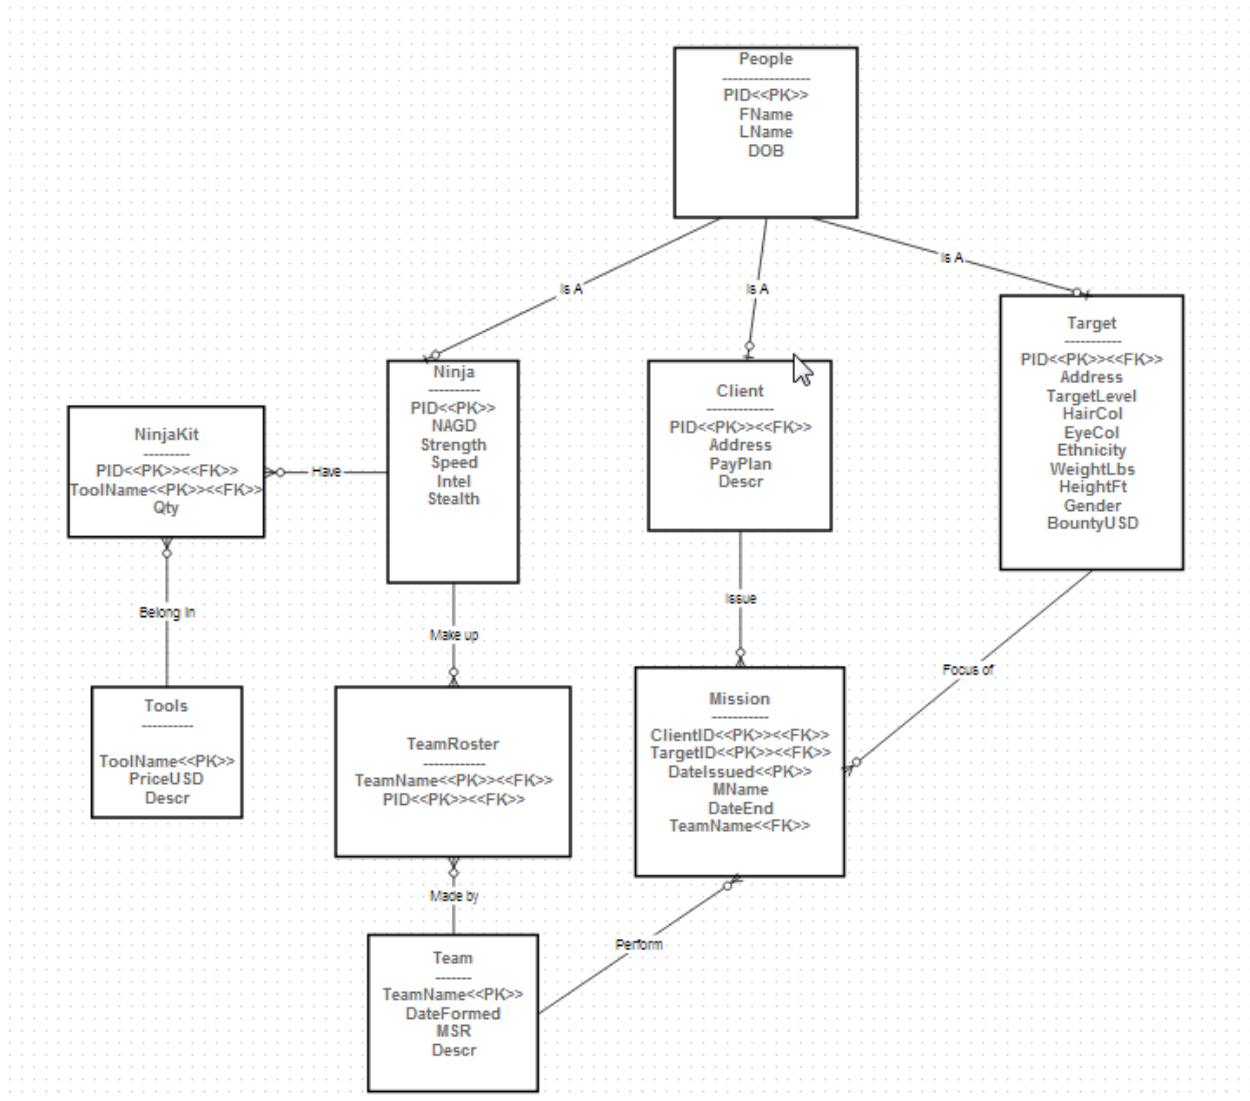 People
-----------------
PID<<PK>>
FName
LName
DOB
Is A
Is A
Is A
Ninja
----------
PID<<PK>>
NAGD
Strength
Speed
Intel
Stealth
Client
-------------
PID<<PK>><<FK>>
Address
PayPlan
Descr
Target
-----------
PID<<PK>><<FK>>
Address
TargetLevel
HairCol
EyeCol
Ethnicity
WeightLbs
HeightFt
Gender
BountyUSD
NinjaKit
---------
PID<<PK>><<FK>>
ToolName<<PK>><<FK>>
Qty
Have
Belong In
Make up
Issue
Focus of
Tools
----------
ToolName<<PK>>
PriceUSD
Descr
TeamRoster
------------
TeamName<<PK>><<FK>>
PID<<PK>><<FK>>
Mission
-----------
ClientID<<PK>><<FK>>
TargetID<<PK>><<FK>>
DateIssued<<PK>>
MName
DateEnd
TeamName<<FK>>
Made by
Perform
Team
-------
TeamName<<PK>>
DateFormed
MSR
Descr